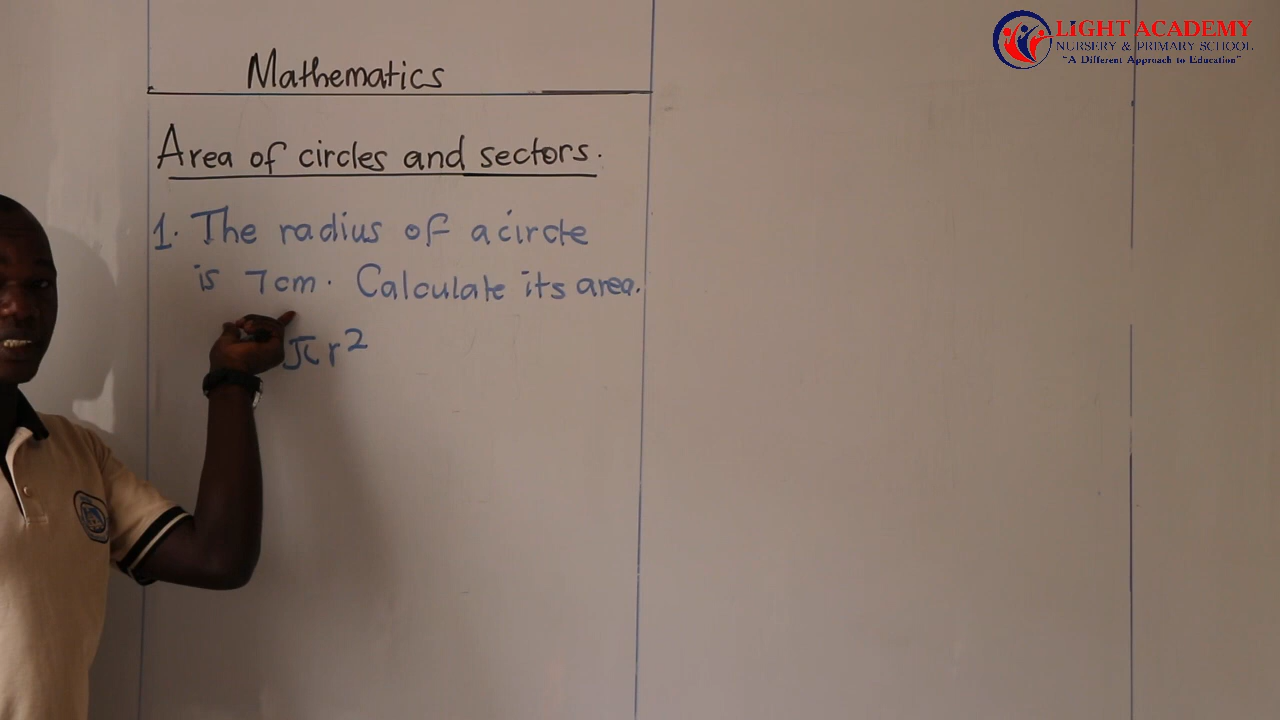 LIGHT ACADEMY
NURSERY & PRIMARY SCHOOL
"A Different Approach to Education"
Mathematics
Area of circles and sectors.
1. The radius of a circle
is 7cm. Calculate its area.
πr²